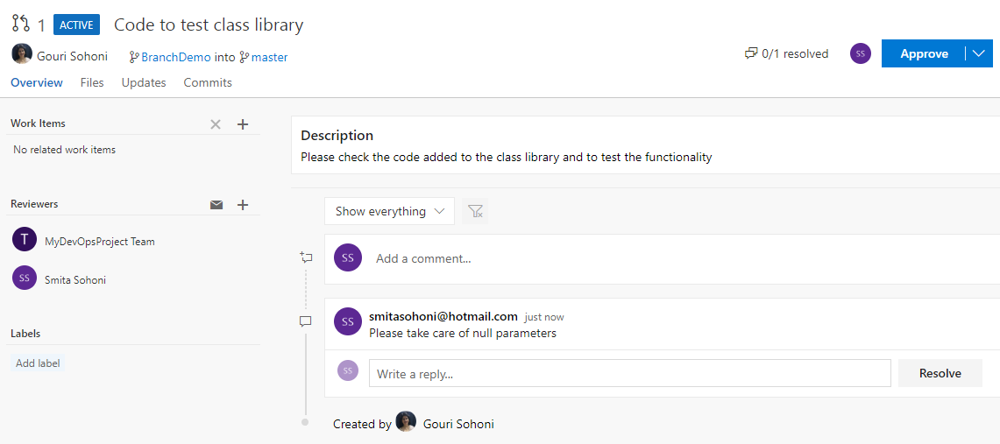 1 ACTIVE Code to test class library
Gouri Sohoni BranchDemo into master 0/1 resolved SS Approve
Overview Files Updates Commits
Work Items
No related work items
Reviewers
T MyDevOpsProject Team
SS Smita Sohoni
Labels
Add label
Description
Please check the code added to the class library and to test the functionality
Show everything
SS Add a comment...
SS smitasohoni@hotmail.com just now
Please take care of null parameters
SS Write a reply... Resolve
Created by Gouri Sohoni